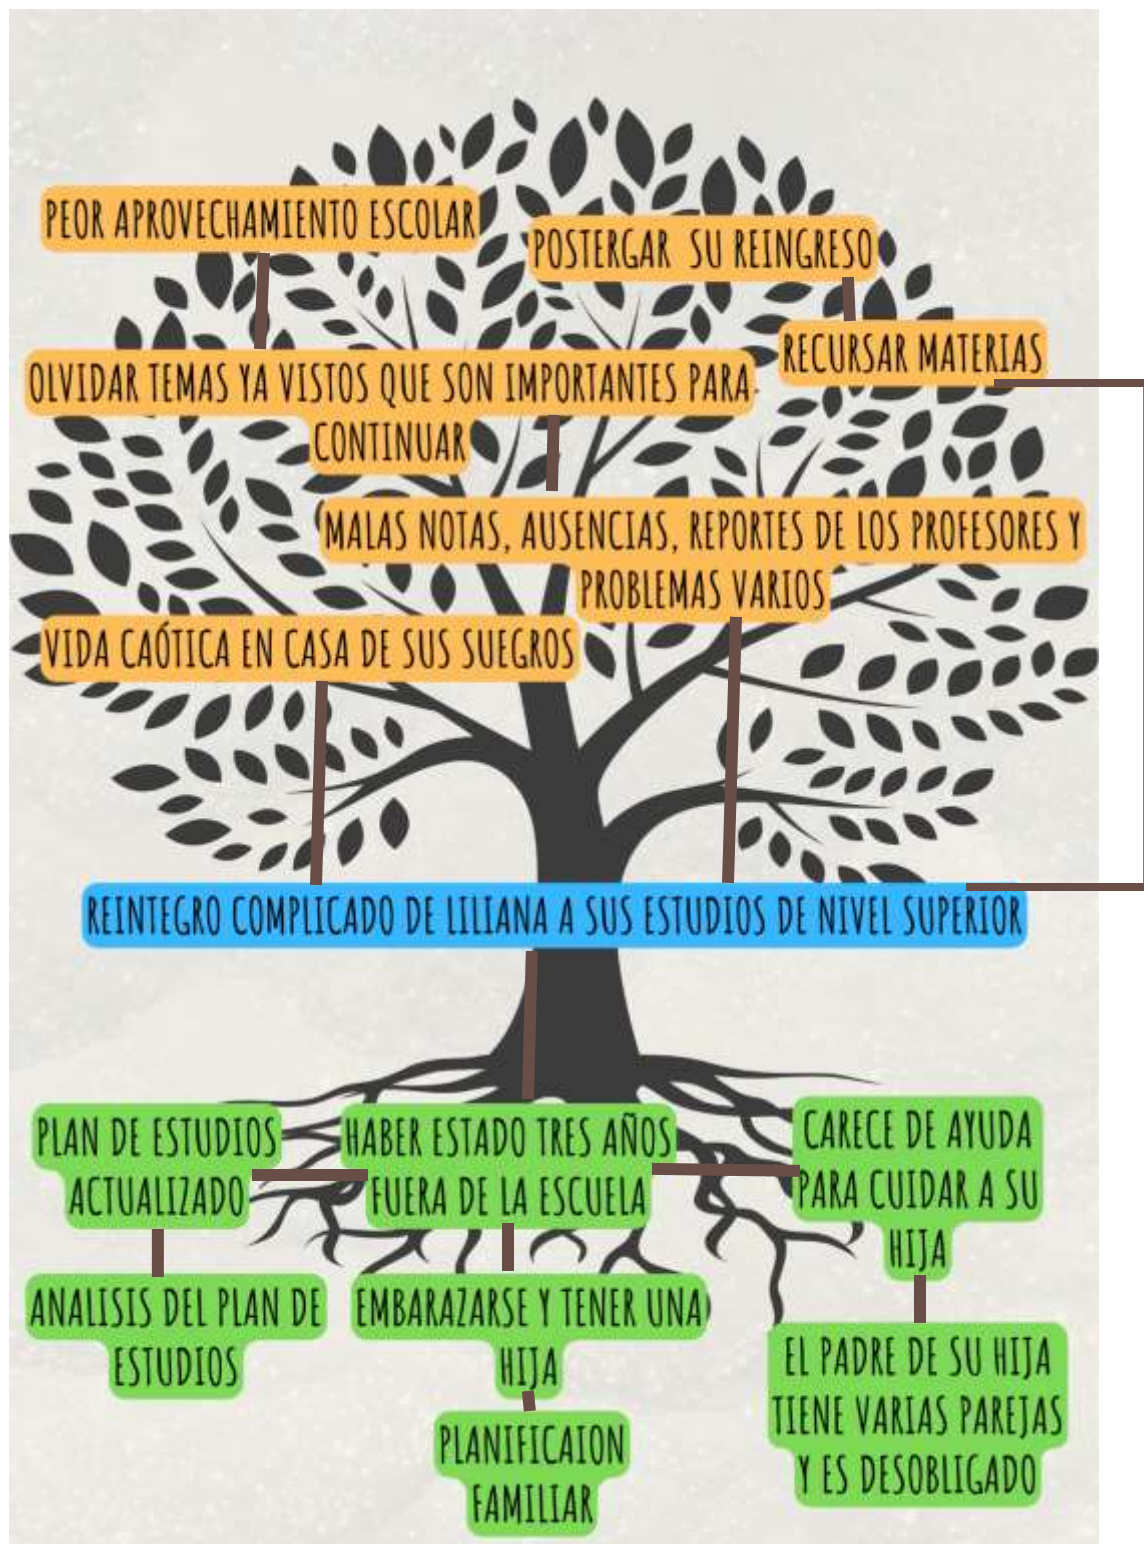 PEOR APROVECHAMIENTO ESCOLAR
POSTERGAR SU REINGRESO
RECURSAR MATERIAS
OLVIDAR TEMAS YA VISTOS QUE SON IMPORTANTES PARA
CONTINUAR
MALAS NOTAS, AUSENCIAS, REPORTES DE LOS PROFESORES Y
PROBLEMAS VARIOS
VIDA CAÓTICA EN CASA DE SUS SUEGROS
REINTEGRO COMPLICADO DE LILIANA A SUS ESTUDIOS DE NIVEL SUPERIOR
PLAN DE ESTUDIOS
ACTUALIZADO
HABER ESTADO TRES AÑOS
FUERA DE LA ESCUELA
CARECE DE AYUDA
PARA CUIDAR A SU
HIJA
ANALISIS DEL PLAN DE
ESTUDIOS
EMBARAZARSE Y TENER UNA
HIJA
EL PADRE DE SU HIJA
TIENE VARIAS PAREJAS
Y ES DESOBLIGADO
PLANIFICAION
FAMILIAR